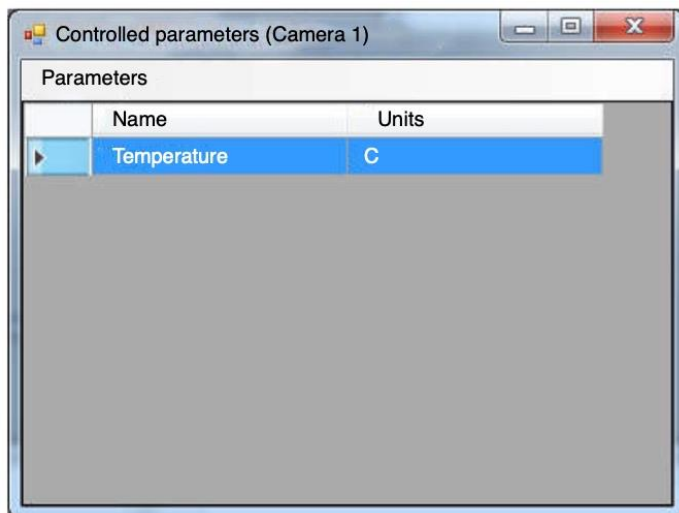 Controlled parameters (Camera 1)
Parameters
Name Units
Temperature C